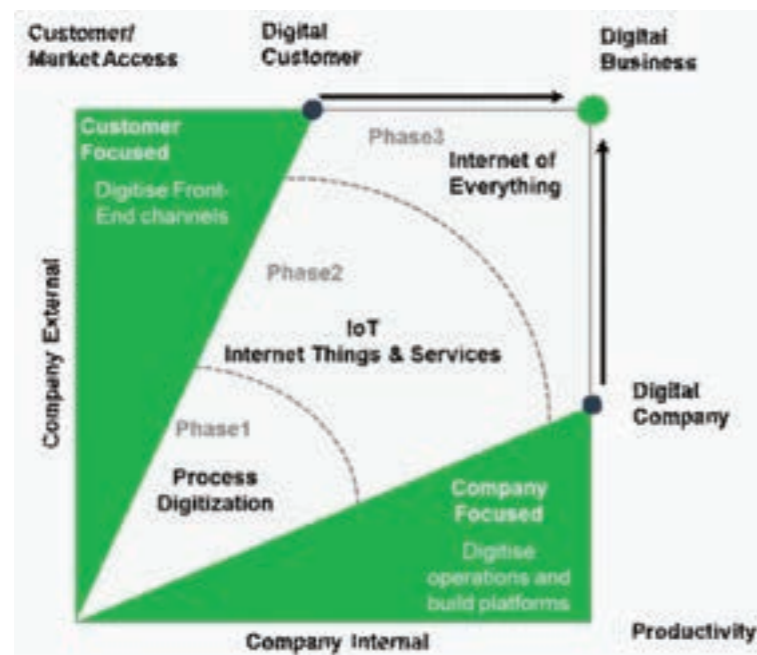 Customer/
Market Access
Digital
Customer
Digital
Business
Customer
Focused
Digitise Front-
End channels
Phase3
Internet of
Everything
Phase2
IoT
Internet Things & Services
Company External
Digital
Company
Phase1
Process
Digitization
Company
Focused
Digitise
operations and
build platforms
Company Internal
Productivity